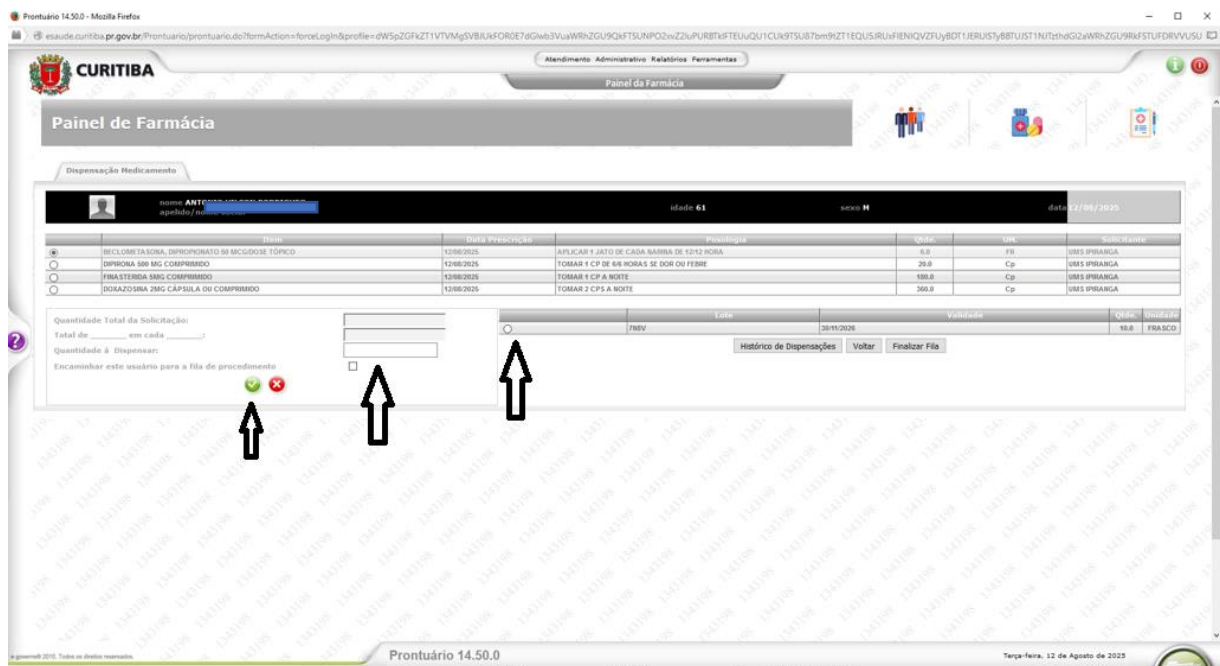 Prontuário 14.50.0 - Mozilla Firefox
CURITIBA
Atendimento Administrativo Relatórios Ferramentas
Painel da Farmácia
Painel de Farmácia
Dispensação Medicamento
nome idade 61 sexo M data 12/08/2025
Item Data Prescrição Posologia Qtde. UM. Solicitante
BECLOMETASONA, DIPROPIONATO 50 MCG/DOSE TÓPICO 12/08/2025 APLICAR 1 JATO DE CADA NARINA DE 12/12 HORA 6.0 FR UMS IPIRANGA
DIPIRONA 500 MG COMPRIMIDO 12/08/2025 TOMAR 1 CP DE 6/6 HORAS SE DOR OU FEBRE 20.0 Cp UMS IPIRANGA
FINASTERIDA 5MG COMPRIMIDO 12/08/2025 TOMAR 1 CP A NOITE 180.0 Cp UMS IPIRANGA
DOXAZOSINA 2MG CÁPSULA OU COMPRIMIDO 12/08/2025 TOMAR 2 CPS A NOITE 360.0 Cp UMS IPIRANGA
Quantidade Total da Solicitação:
Total de _______ em cada _______:
Quantidade à Dispensar:
Encaminhar este usuário para a fila de procedimento
Lote Validade Qtde. Unidade
30/11/2026 10.0 FRASCO
Histórico de Dispensações Voltar Finalizar Fila
Prontuário 14.50.0
Terça-feira, 12 de Agosto de 2025